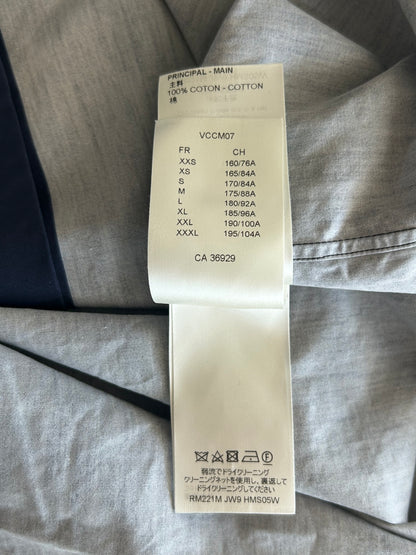 PRINCIPAL - MAIN
主料
100% COTON - COTTON
棉
VCCM07
FR CH
XXS 160/76A
XS 165/84A
S 170/84A
M 175/88A
L 180/92A
XL 185/96A
XXL 190/100A
XXXL 195/104A
CA 36929
弱流でドライクリーニング
クリーニングネットを使用し、裏返して
ドライクリーニングしてください
RM221M JW9 HMS05W